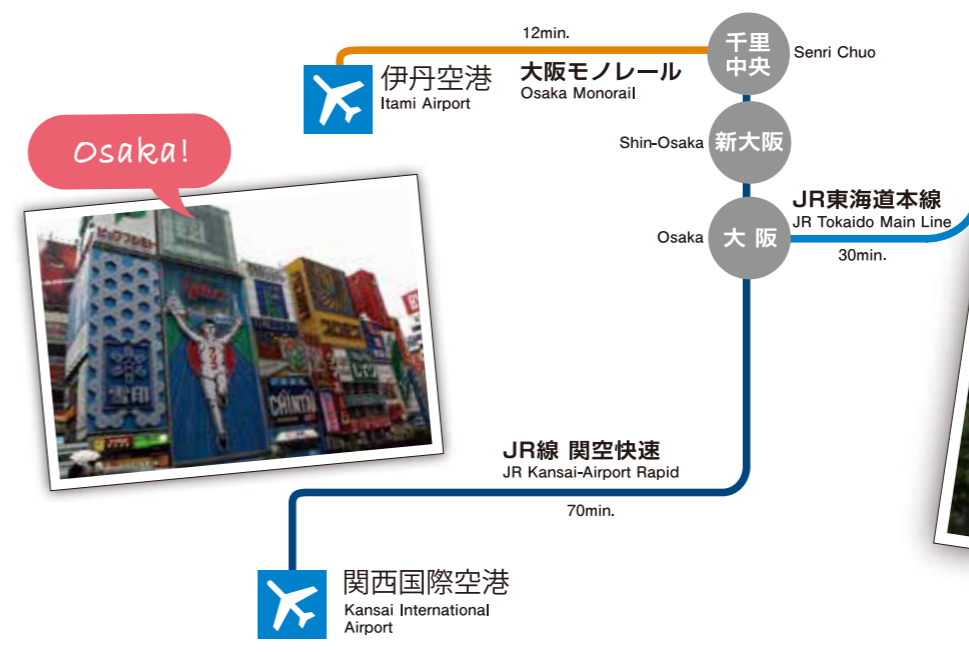 12min.
千里
中央
Senri Chuo
伊丹空港
Itami Airport
大阪モノレール
Osaka Monorail
Osaka!
Shin-Osaka
新大阪
JR東海道本線
JR Tokaido Main Line
30min.
Osaka
大阪
雪印
JR線 関空快速
JR Kansai-Airport Rapid
70min.
関西国際空港
Kansai International
Airport